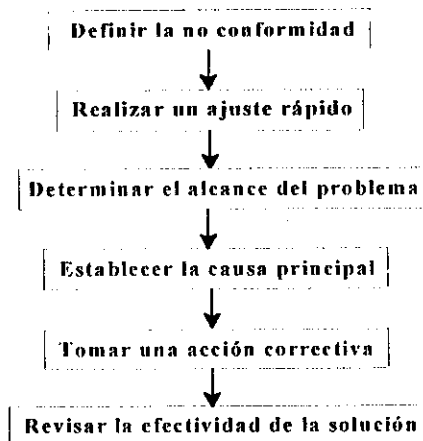 Definir la no conformidad
Realizar un ajuste rápido
Determinar el alcance del problema
Establecer la causa principal
Tomar una acción correctiva
Revisar la efectividad de la solución